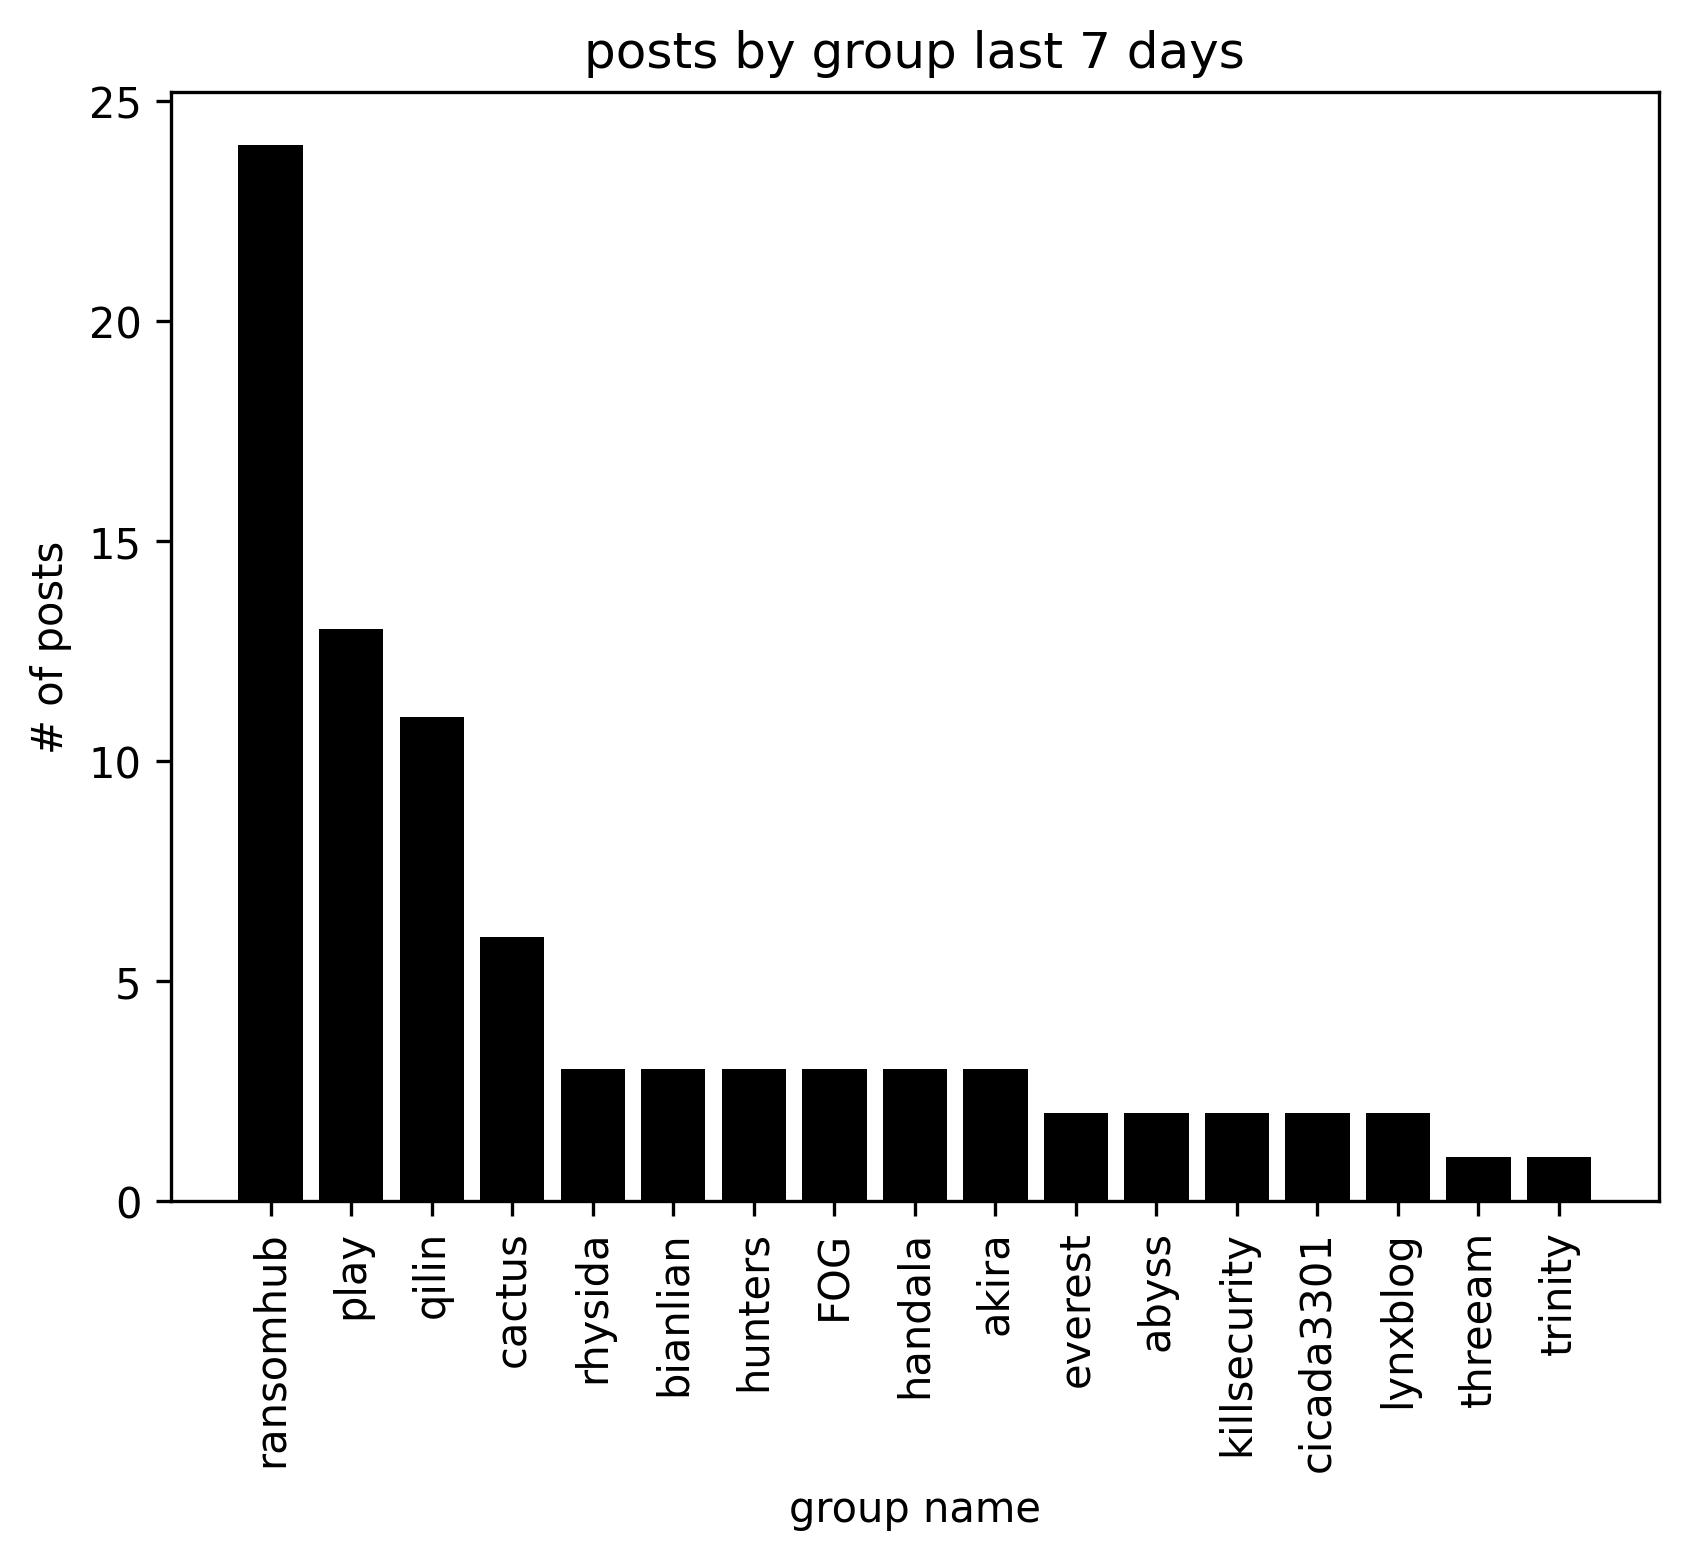 posts by group last 7 days
25
20
15
10
5
0
# of posts
ransomhub
play
qilin
cactus
rhysida
bianlian
hunters
FOG
handala
akira
everest
abyss
killsecurity
cicada3301
lynxblog
threeam
trinity
group name